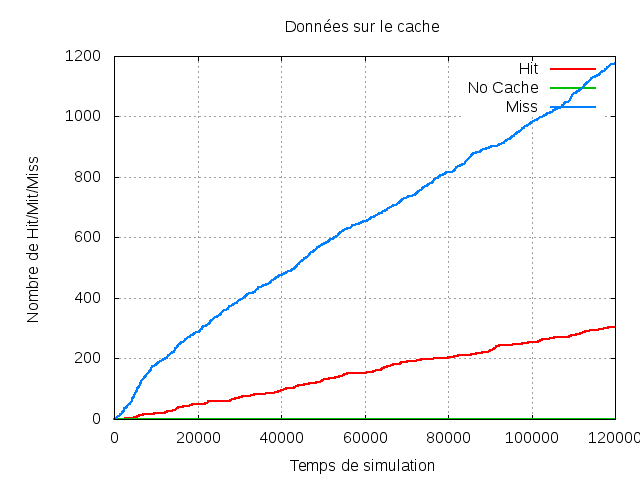 Données sur le cache
1200
1000
800
600
400
200
0
Nombre de Hit/Mit/Miss
Hit
No Cache
Miss
0 20000 40000 60000 80000 100000 120000
Temps de simulation